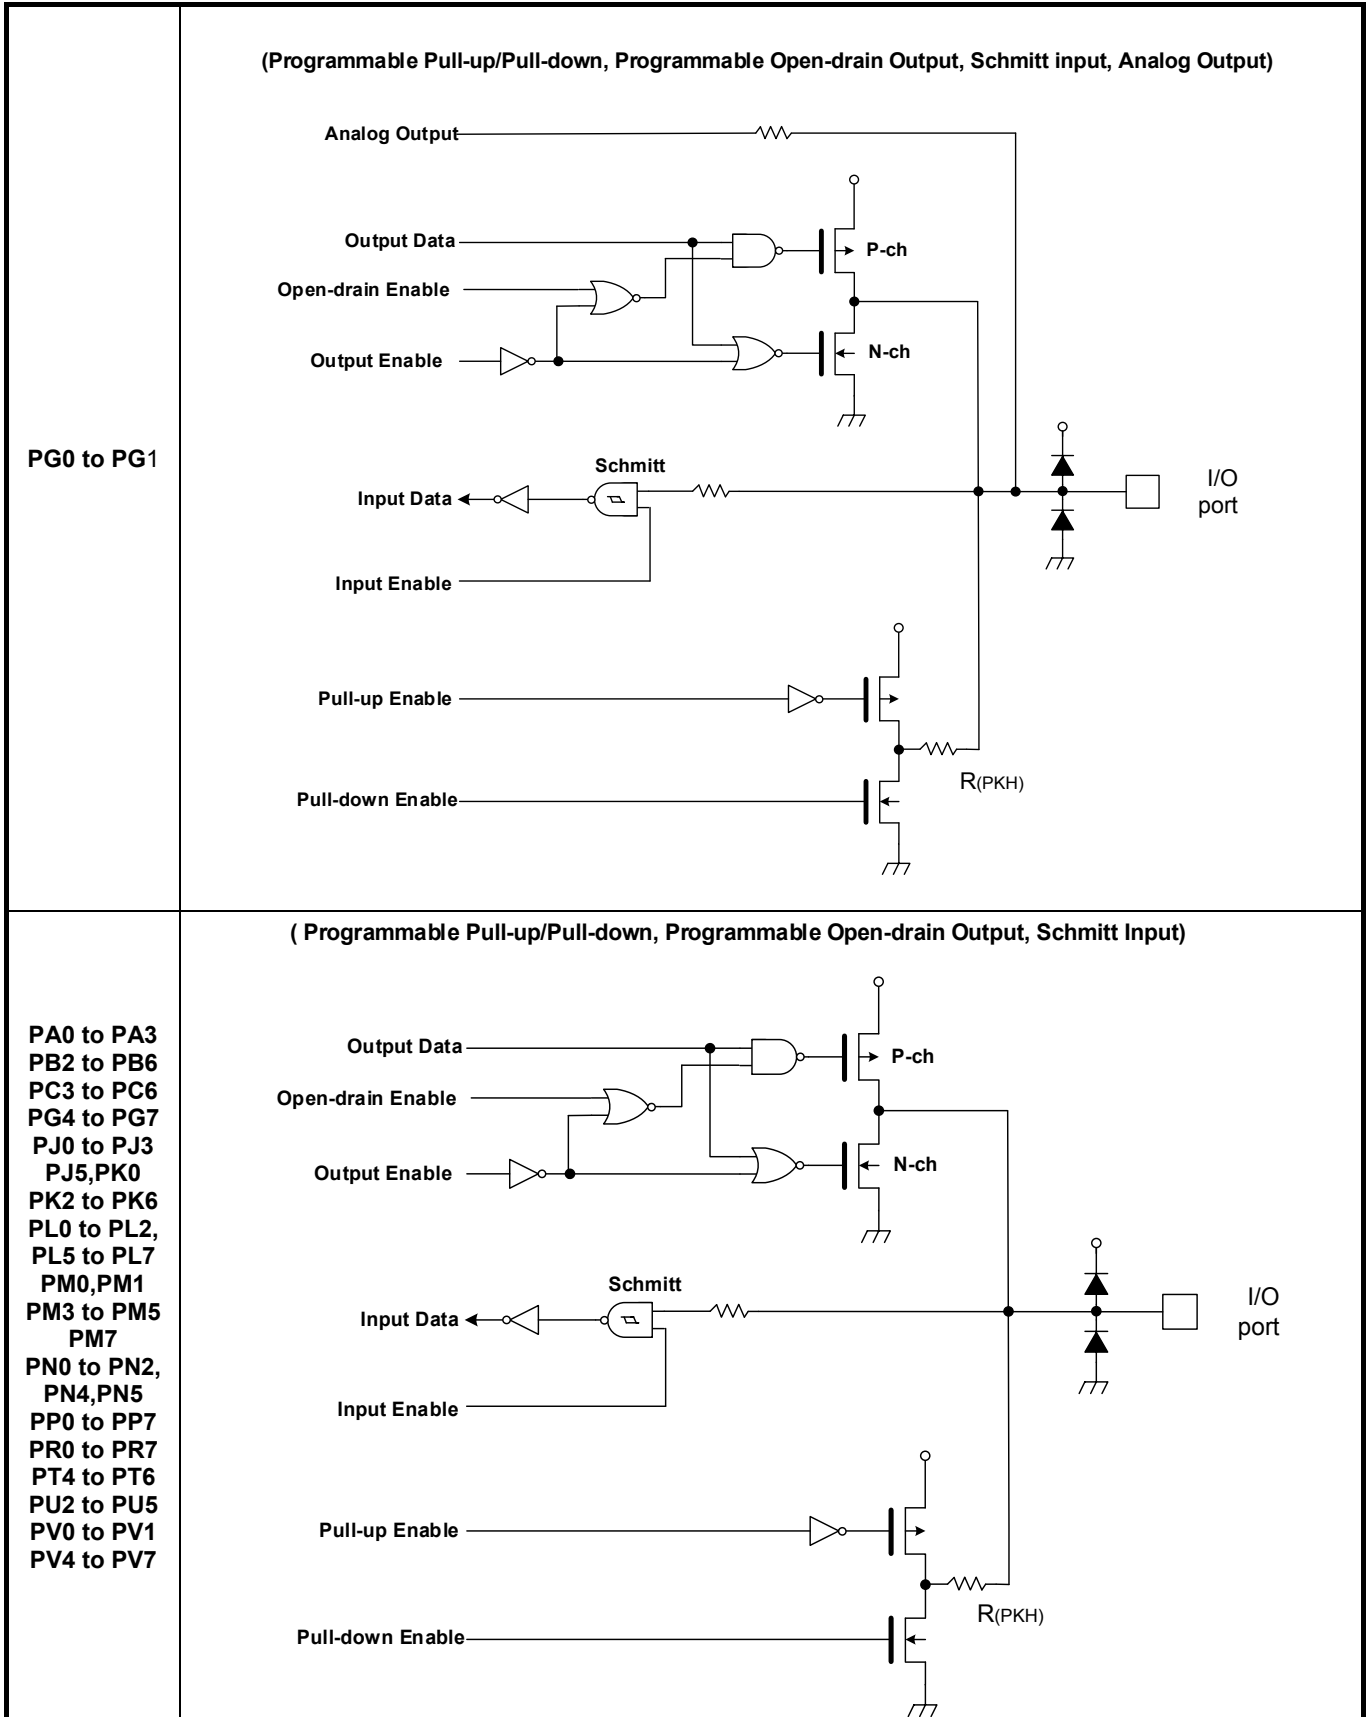 (Programmable Pull-up/Pull-down, Programmable Open-drain Output, Schmitt input, Analog Output)
PG0 to PG1
Analog Output
Output Data
P-ch
Open-drain Enable
Output Enable
N-ch
Schmitt
Input Data
I/O
port
Input Enable
Pull-up Enable
R(PKH)
Pull-down Enable
( Programmable Pull-up/Pull-down, Programmable Open-drain Output, Schmitt Input)
PA0 to PA3
PB2 to PB6
PC3 to PC6
PG4 to PG7
PJ0 to PJ3
PJ5,PK0
PK2 to PK6
PL0 to PL2,
PL5 to PL7
PM0,PM1
PM3 to PM5
PM7
PN0 to PN2,
PN4,PN5
PP0 to PP7
PR0 to PR7
PT4 to PT6
PU2 to PU5
PV0 to PV1
PV4 to PV7
Output Data
P-ch
Open-drain Enable
Output Enable
N-ch
Schmitt
Input Data
I/O
port
Input Enable
Pull-up Enable
R(PKH)
Pull-down Enable